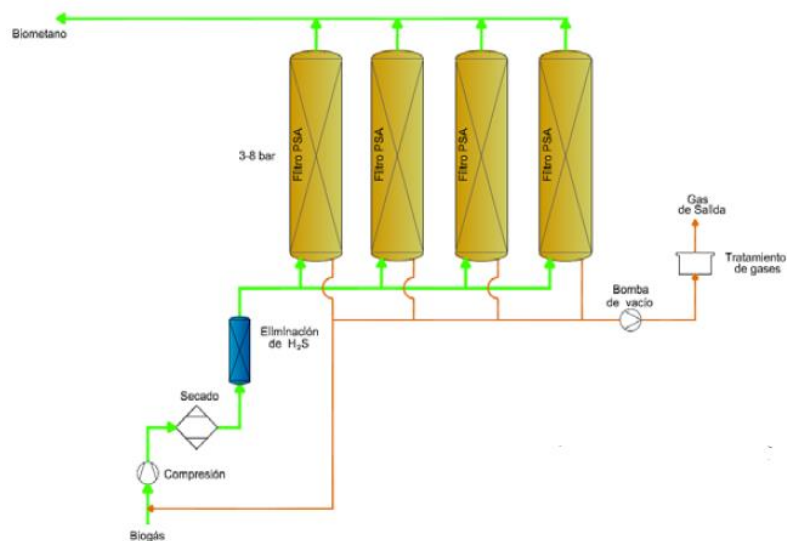 Biometano
3-8 bar
Filtro PSA
Filtro PSA
Filtro PSA
Filtro PSA
Gas
de Salida
Tratamiento
de gases
Bomba
de vacío
Eliminación
de H₂S
Secado
Compresión
Biogás